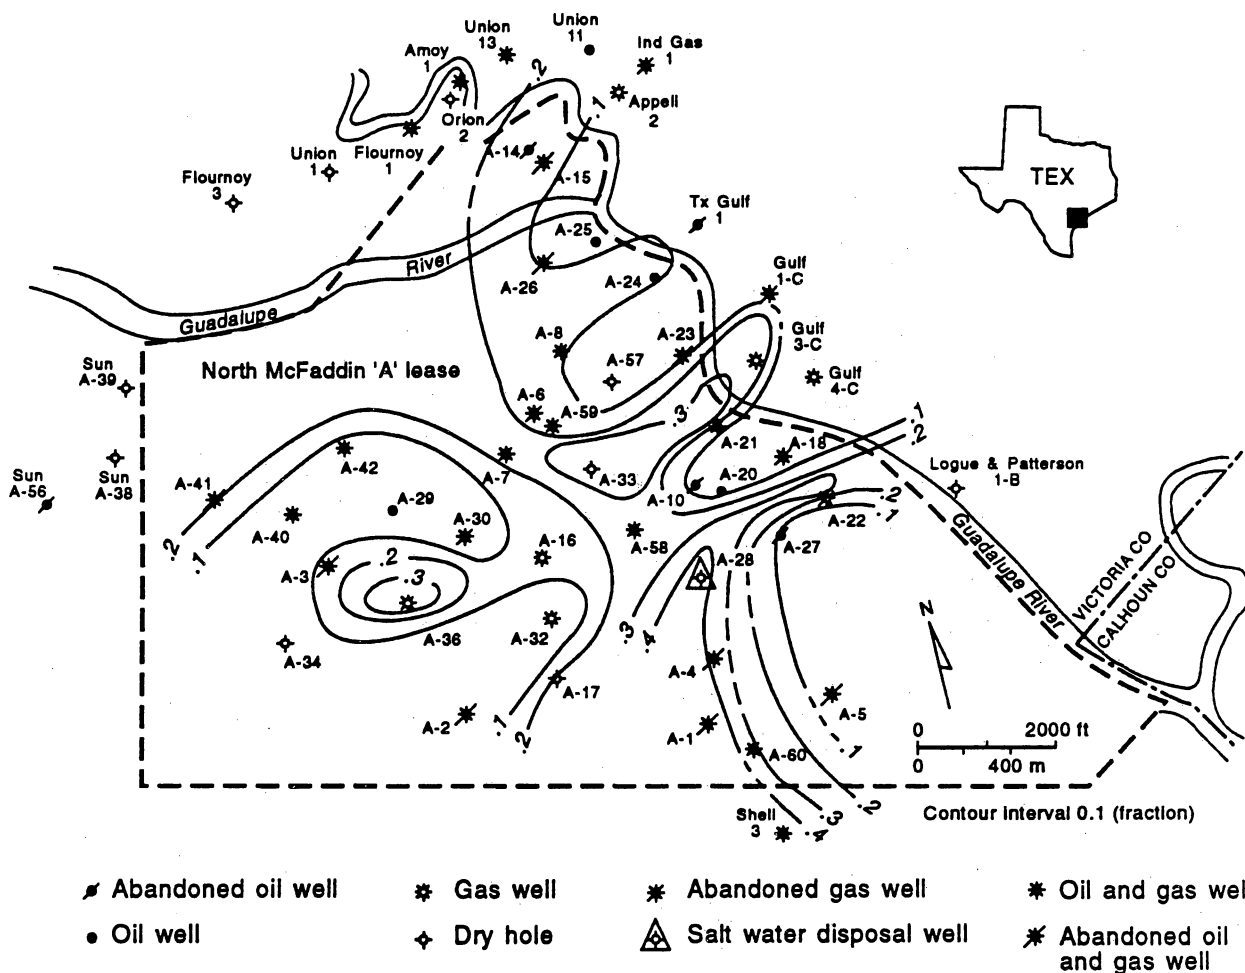 Union
11
Union
13
Ind Gas
1
Amoy
1
.2
.1
Appell
2
Orion
2
Flournoy
1
Union
1
Flournoy
3
A-14
A-15
TEX
Tx Gulf
1
A-25
River
Guadalupe
A-26
A-24
Gulf
1-C
Gulf
3-C
Gulf
4-C
A-8
A-23
A-57
Sun
A-39
North McFaddin 'A' lease
A-6
A-59
.3
.1
.2
A-21
A-18
A-42
A-7
A-33
A-10
A-20
Logue & Patterson
1-B
Sun
A-56
Sun
A-38
A-41
A-29
A-40
A-30
A-16
A-58
A-28
A-22
.2
.1
A-27
Guadalupe River
VICTORIA CO
CALHOUN CO
.2
.1
A-3
.2
.3
A-36
A-32
.3
.4
N
A-34
A-17
A-4
A-2
.1
.2
A-1
A-5
A-60
.1
0 2000 ft
0 400 m
.2
.3
.4
Shell
3
Contour interval 0.1 (fraction)
Abandoned oil well
Gas well
Abandoned gas well
Oil and gas wel
Oil well
Dry hole
Salt water disposal well
Abandoned oil
and gas well